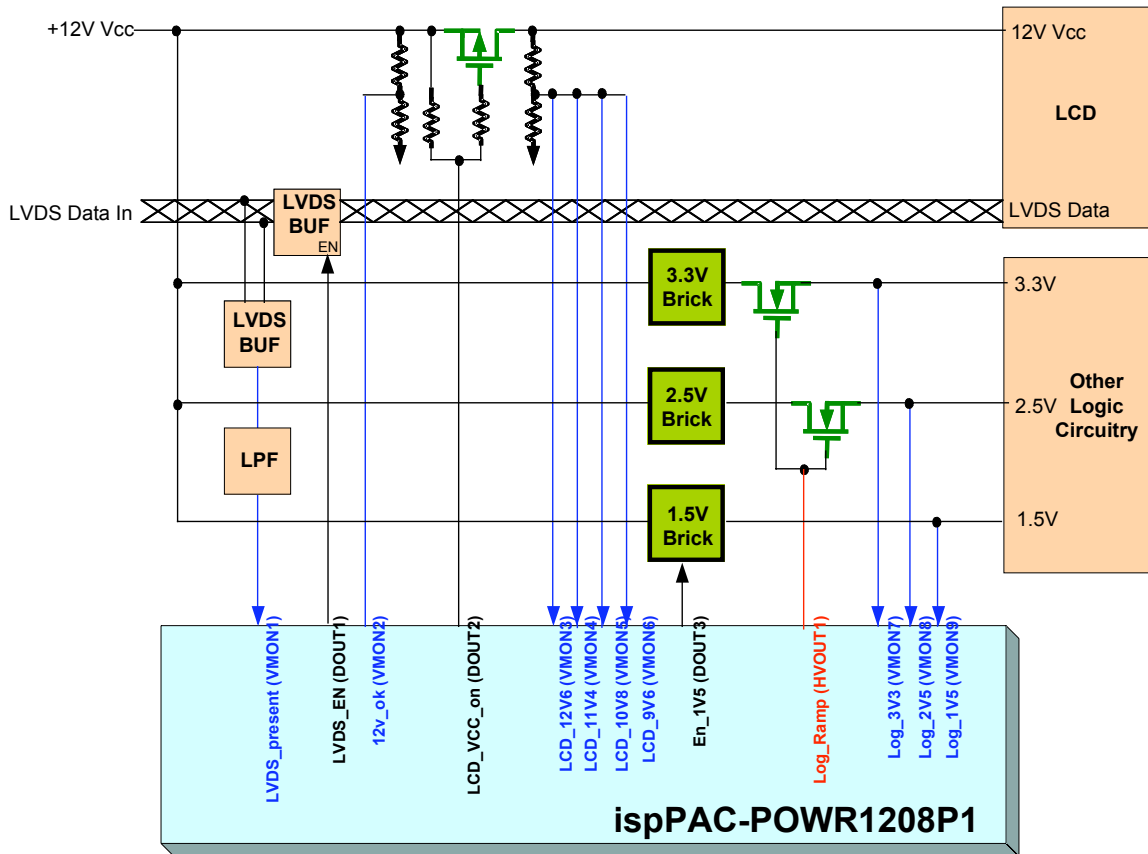 +12V Vcc
12V Vcc
LCD
LVDS Data In
LVDS
BUF
EN
LVDS Data
3.3V
Brick
3.3V
LVDS
BUF
2.5V
Brick
2.5V
Other
Logic
Circuitry
LPF
1.5V
Brick
1.5V
LVDS_present (VMON1)
LVDS_EN (DOUT1)
12v_ok (VMON2)
LCD_VCC_on (DOUT2)
LCD_12V6 (VMON3)
LCD_11V4 (VMON4)
LCD_10V8 (VMON5)
LCD_9V6 (VMON6)
En_1V5 (DOUT3)
Log_Ramp (HVOUT1)
Log_3V3 (VMON7)
Log_2V5 (VMON8)
Log_1V5 (VMON9)
ispPAC-POWR1208P1